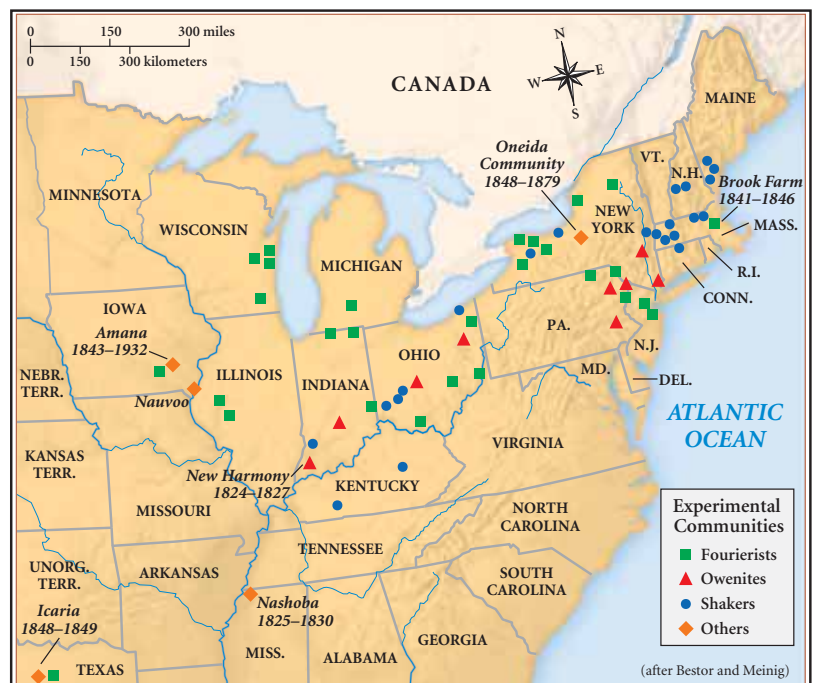 0 150 300 miles
0 150 300 kilometers
N
W E
S
CANADA
MAINE
Oneida
Community
1848–1879
VT.
N.H.
Brook Farm
1841–1846
MINNESOTA
WISCONSIN
NEW
YORK
MASS.
MICHIGAN
R.I.
CONN.
IOWA
Amana
1843–1932
PA.
OHIO
N.J.
NEBR.
TERR.
ILLINOIS
INDIANA
MD.
DEL.
Nauvoo
ATLANTIC
OCEAN
KANSAS
TERR.
VIRGINIA
New Harmony
1824–1827
KENTUCKY
MISSOURI
NORTH
CAROLINA
TENNESSEE
UNORG.
TERR.
ARKANSAS
SOUTH
CAROLINA
Icaria
1848–1849
Nashoba
1825–1830
GEORGIA
MISS.
ALABAMA
TEXAS
Experimental
Communities
Fourierists
Owenites
Shakers
Others
(after Bestor and Meinig)